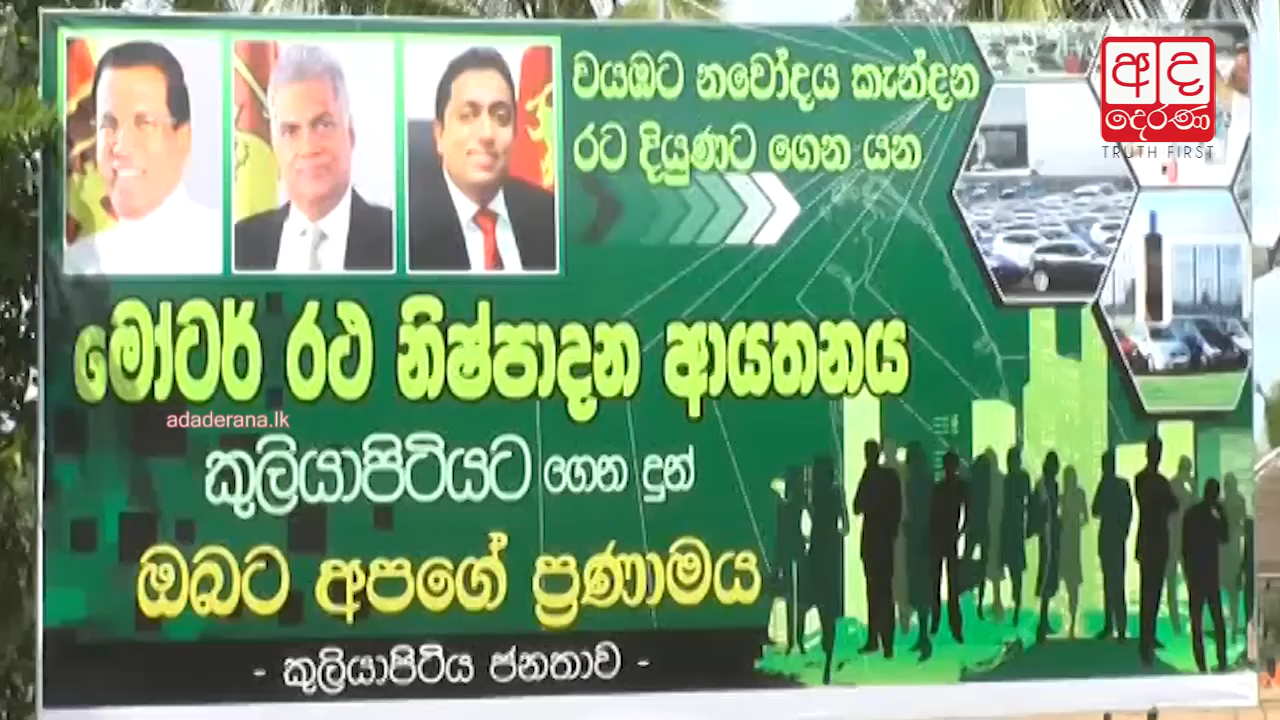 වයඹට නවෝදය කැන්දන
රට දියුණට ගෙන යන
මෝටර් රථ නිෂ්පාදන ආයතනය
adaderana.lk
කුලියාපිටියට ගෙන දුන්
ඔබට අපගේ ප්‍රණාමය
- කුලියාපිටිය ජනතාව -
අද
දෙරණ
TRUTH FIRST